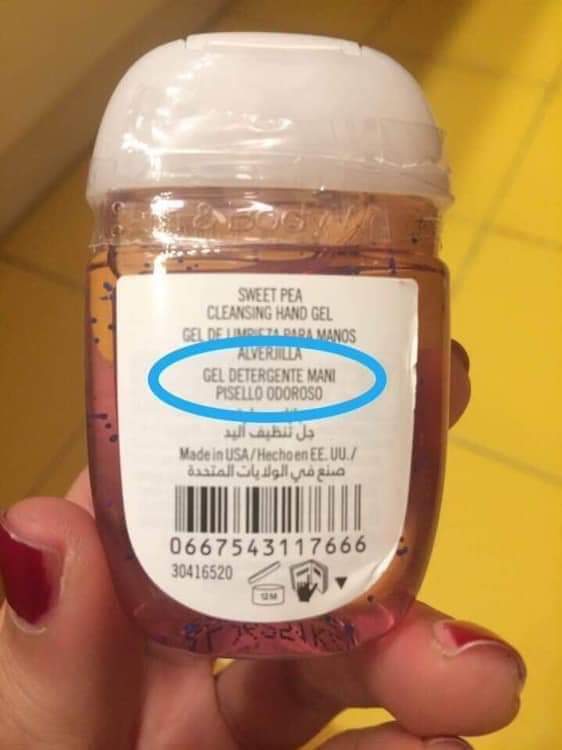 SWEET PEA
CLEANSING HAND GEL
GEL DE LIMPIEZA PARA MANOS
ALVERJILLA
GEL DETERGENTE MANI
PISELLO ODOROSO
جل تنظيف اليد
Made in USA/Hecho en EE. UU./
صنع في الولايات المتحدة
0667543117666
30416520
12M